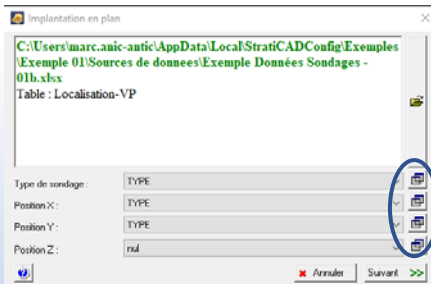 Implantation en plan
C:\Users\marc.anic-antic\AppData\Local\StratiCADConfig\Exemples
\Exemple 01\Sources de donnees\Exemple Données Sondages -
01b.xlsx
Table : Localisation-VP
Type de sondage : TYPE
Position X : TYPE
Position Y : TYPE
Position Z : nul
Annuler Suivant >>